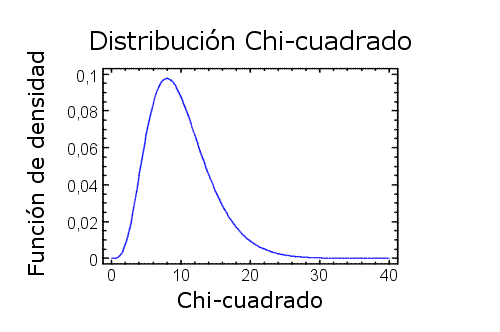 Distribución Chi-cuadrado
Función de densidad
0,1
0,08
0,06
0,04
0,02
0
0 10 20 30 40
Chi-cuadrado